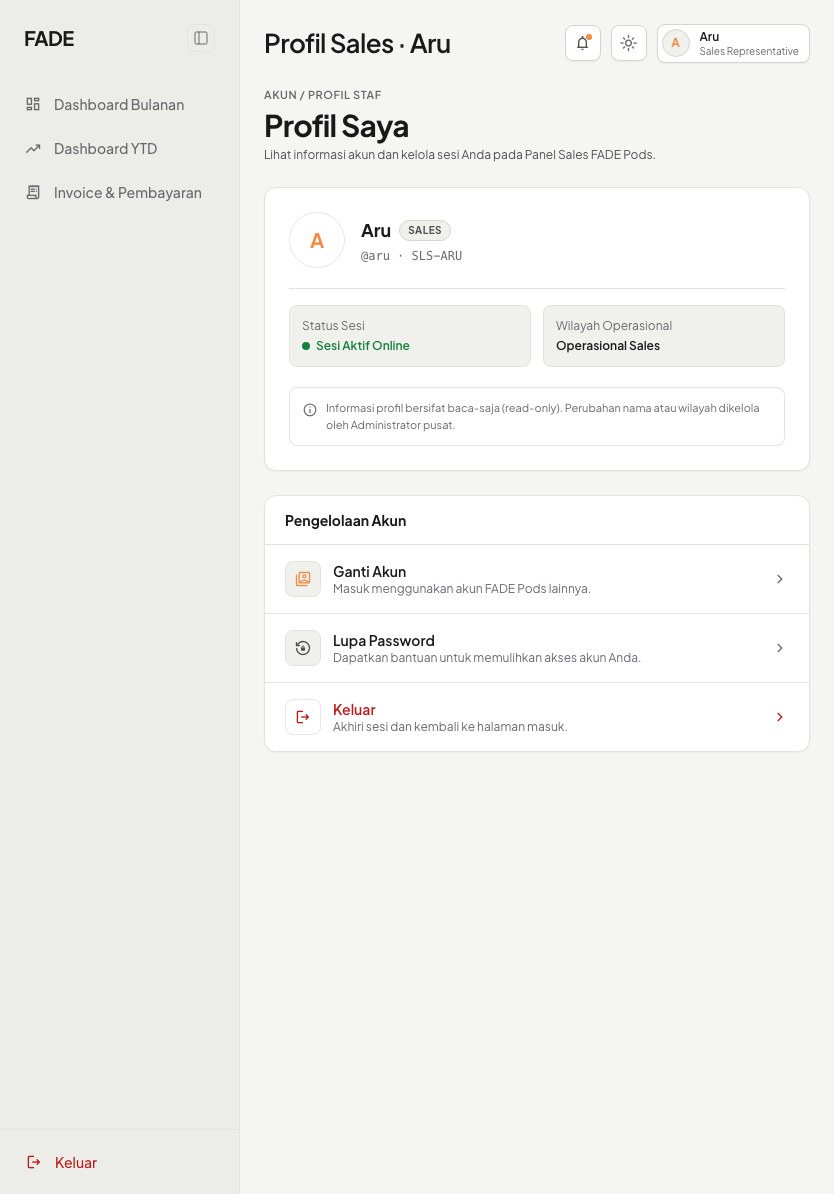 FADE
Dashboard Bulanan
Dashboard YTD
Invoice & Pembayaran
Keluar
Profil Sales · Aru
A
Aru
Sales Representative
AKUN / PROFIL STAF
Profil Saya
Lihat informasi akun dan kelola sesi Anda pada Panel Sales FADE Pods.
A
Aru
SALES
@aru · SLS-ARU
Status Sesi
Sesi Aktif Online
Wilayah Operasional
Operasional Sales
Informasi profil bersifat baca-saja (read-only). Perubahan nama atau wilayah dikelola
oleh Administrator pusat.
Pengelolaan Akun
Ganti Akun
Masuk menggunakan akun FADE Pods lainnya.
Lupa Password
Dapatkan bantuan untuk memulihkan akses akun Anda.
Keluar
Akhiri sesi dan kembali ke halaman masuk.